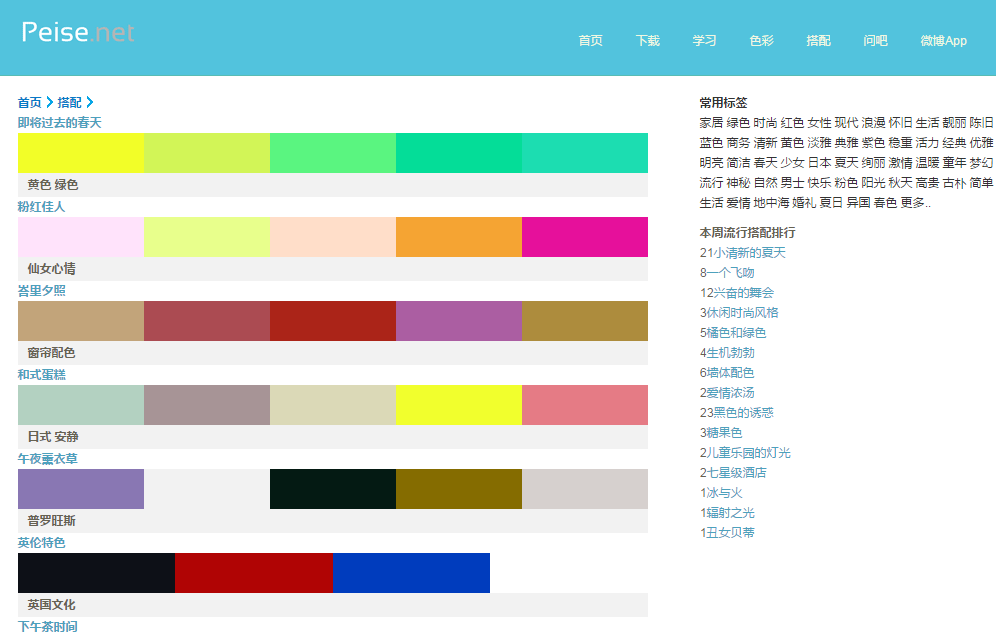 Peise.net
首页 下载 学习 色彩 搭配 问吧 微博App
首页 搭配
即将过去的春天
黄色 绿色
粉红佳人
仙女心情
峇里夕照
窗帘配色
和式蛋糕
日式 安静
午夜薰衣草
普罗旺斯
英伦特色
英国文化
下午茶时间
常用标签
家居 绿色 时尚 红色 女性 现代 浪漫 怀旧 生活 靓丽 陈旧
蓝色 商务 清新 黄色 淡雅 典雅 紫色 稳重 活力 经典 优雅
明亮 简洁 春天 少女 日本 夏天 绚丽 激情 温暖 童年 梦幻
流行 神秘 自然 男士 快乐 粉色 阳光 秋天 高贵 古朴 简单
生活 爱情 地中海 婚礼 夏日 异国 春色 更多..
本周流行搭配排行
21小清新的夏天
8一个飞吻
12兴奋的舞会
3休闲时尚风格
5橘色和绿色
4生机勃勃
6墙体配色
2爱情浓汤
23黑色的诱惑
3糖果色
2儿童乐园的灯光
2七星级酒店
1冰与火
1辐射之光
1丑女贝蒂